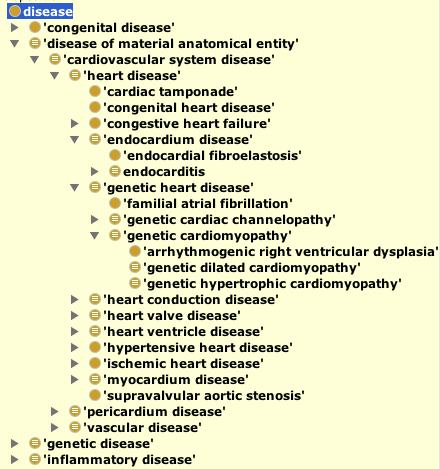 disease
'congenital disease'
'disease of material anatomical entity'
'cardiovascular system disease'
'heart disease'
'cardiac tamponade'
'congenital heart disease'
'congestive heart failure'
'endocardium disease'
'endocardial fibroelastosis'
endocarditis
'genetic heart disease'
'familial atrial fibrillation'
'genetic cardiac channelopathy'
'genetic cardiomyopathy'
'arrhythmogenic right ventricular dysplasia'
'genetic dilated cardiomyopathy'
'genetic hypertrophic cardiomyopathy'
'heart conduction disease'
'heart valve disease'
'heart ventricle disease'
'hypertensive heart disease'
'ischemic heart disease'
'myocardium disease'
'supravalvular aortic stenosis'
'pericardium disease'
'vascular disease'
'genetic disease'
'inflammatory disease'